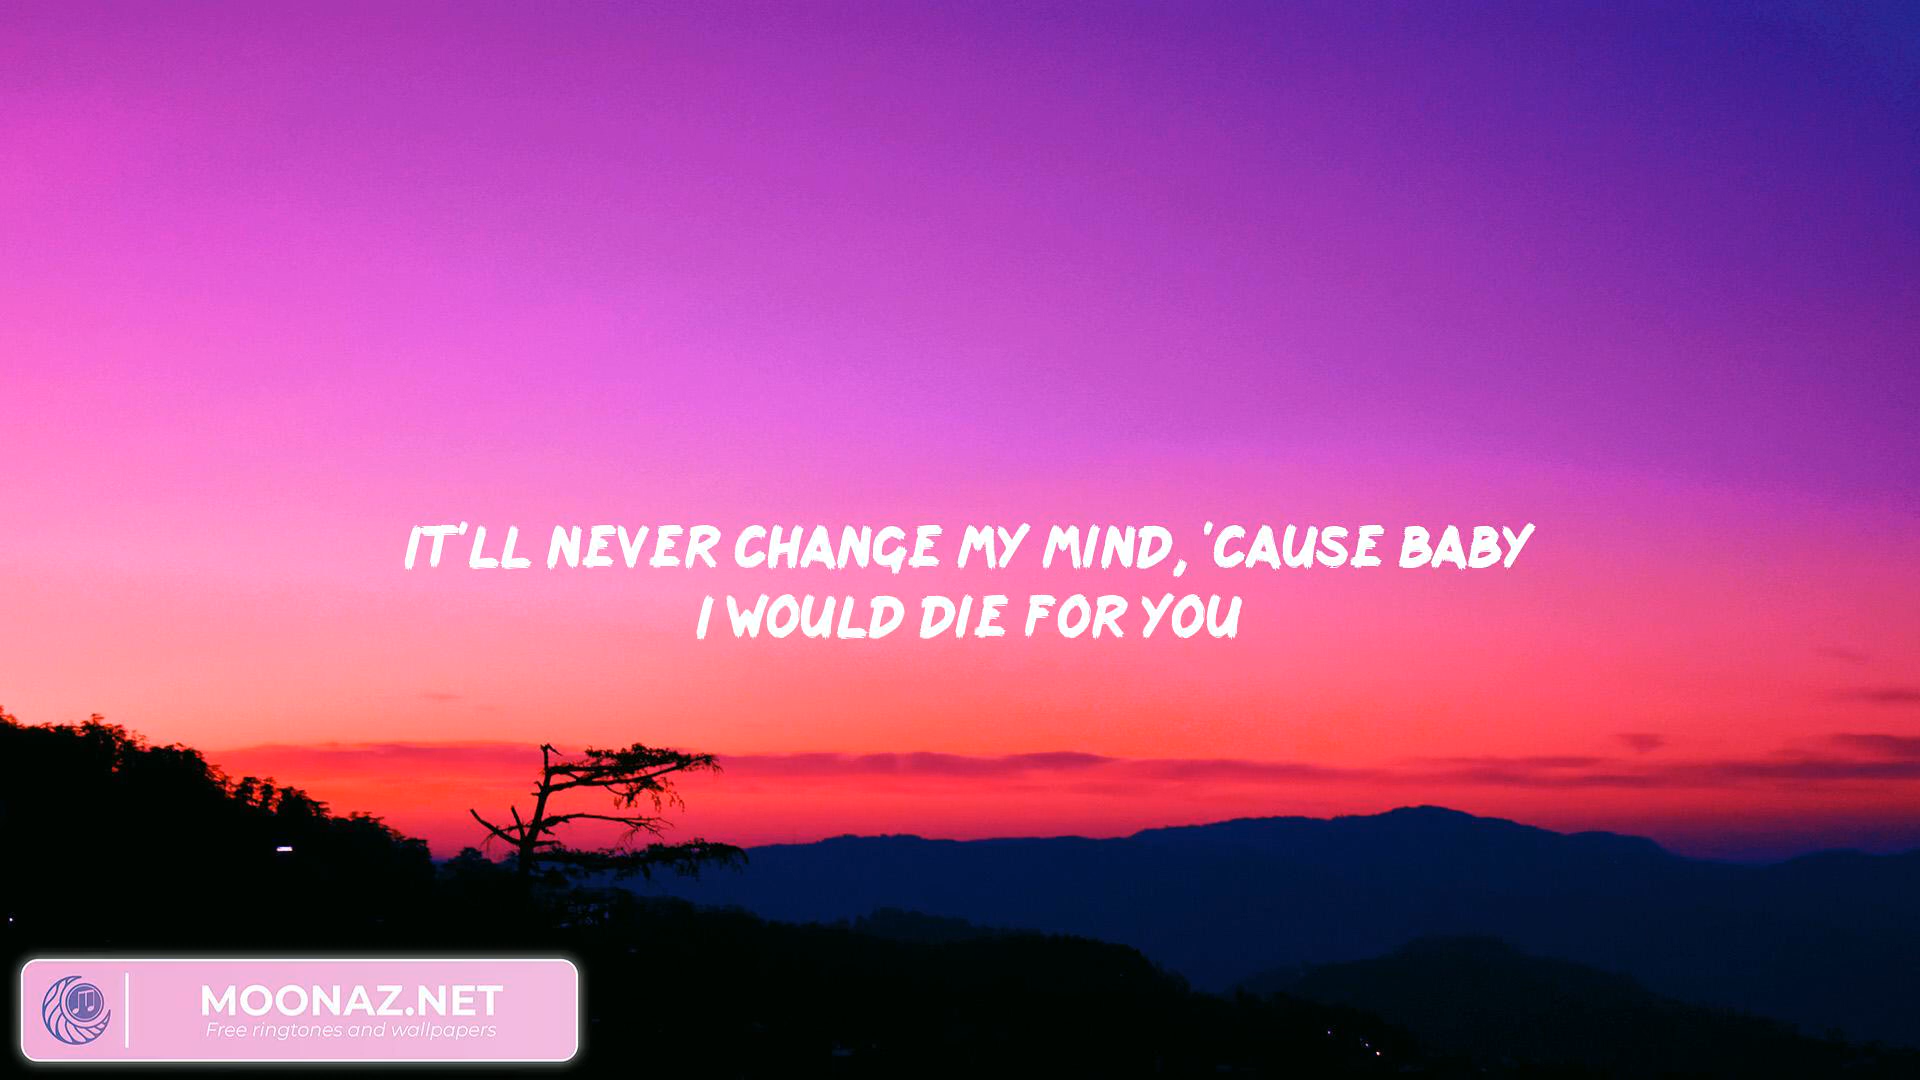 IT'LL NEVER CHANGE MY MIND, 'CAUSE BABY
I WOULD DIE FOR YOU
MOONAZ.NET
Free ringtones and wallpapers